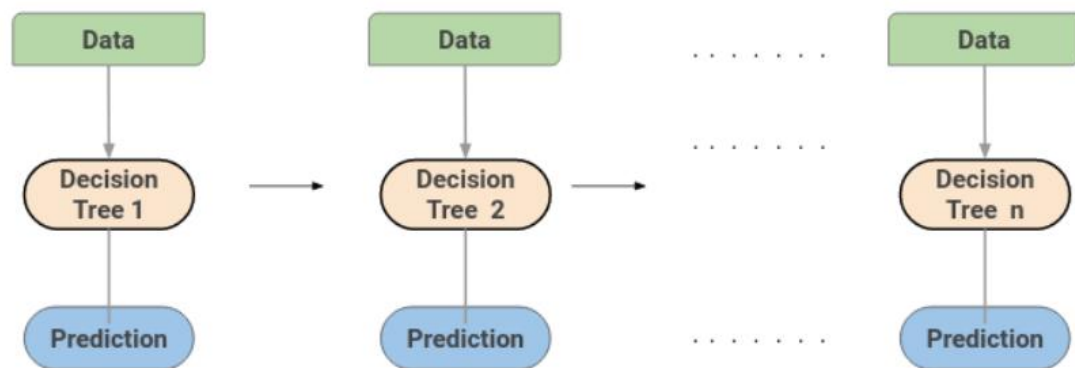 Data
Data
. . . . . . .
Data
. . . . . . .
Decision
Tree 1
Decision
Tree 2
Decision
Tree n
Prediction
Prediction
. . . . . . .
Prediction